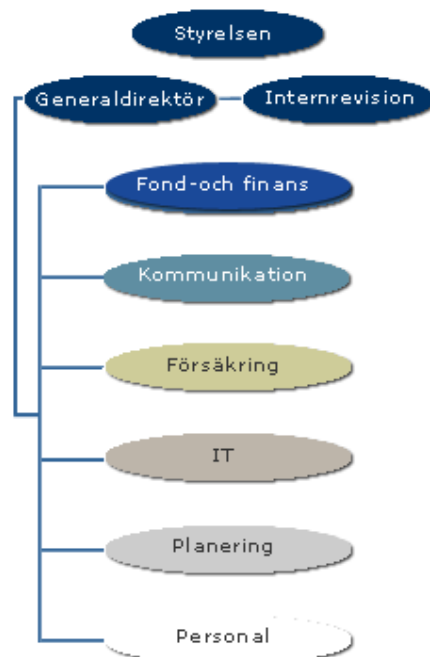 Styrelsen
Generaldirektör Internrevision
Fond-och finans
Kommunikation
Försäkring
IT
Planering
Personal